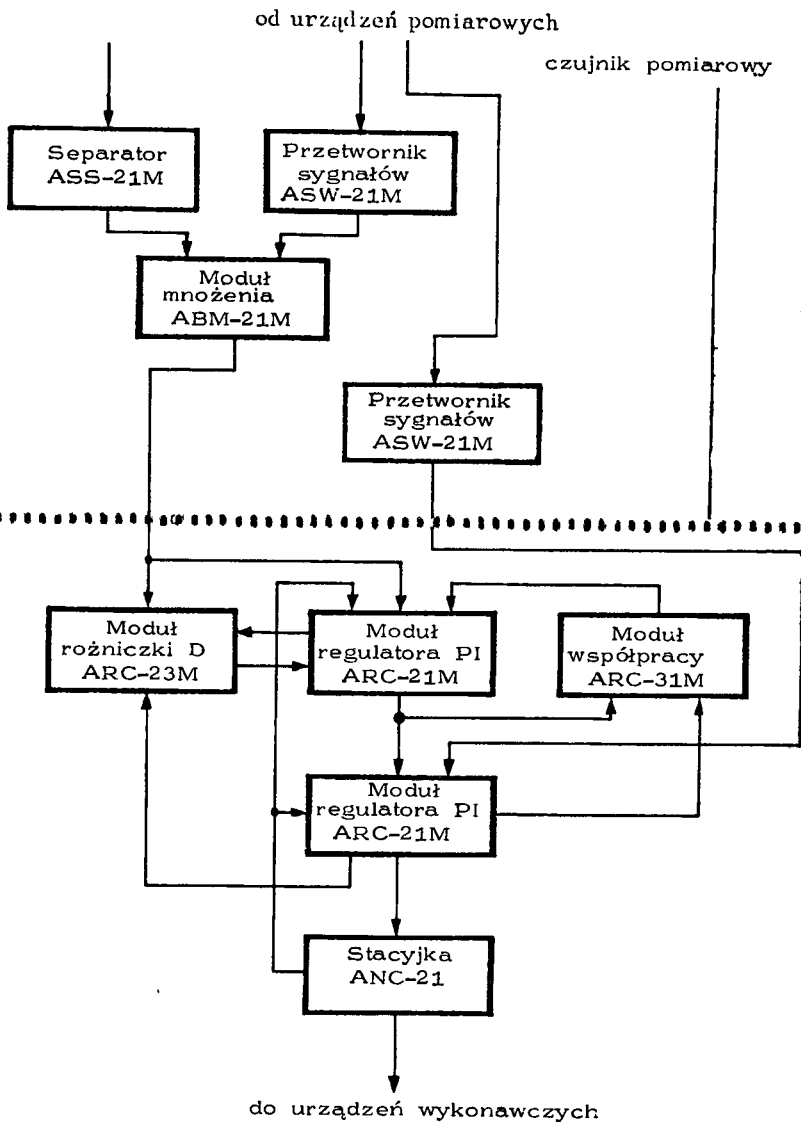 od urządzeń pomiarowych
czujnik pomiarowy
Separator
ASS-21M
Przetwornik
sygnałów
ASW-21M
Moduł
mnożenia
ABM-21M
Przetwornik
sygnałów
ASW-21M
Moduł
rożniczki D
ARC-23M
Moduł
regulatora PI
ARC-21M
Moduł
współpracy
ARC-31M
Moduł
regulatora PI
ARC-21M
Stacyjka
ANC-21
do urządzeń wykonawczych